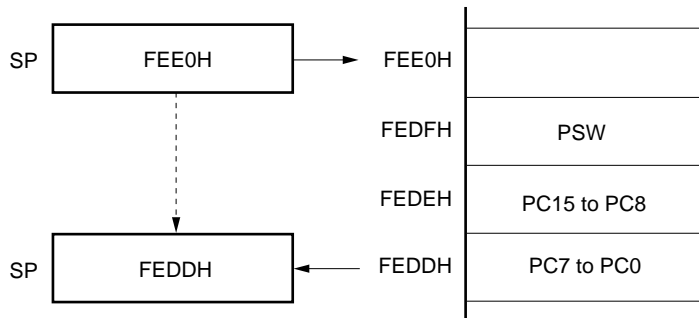 SP FEE0H FEE0H
FEDFH PSW
FEDEH PC15 to PC8
SP FEDDH FEDDH PC7 to PC0